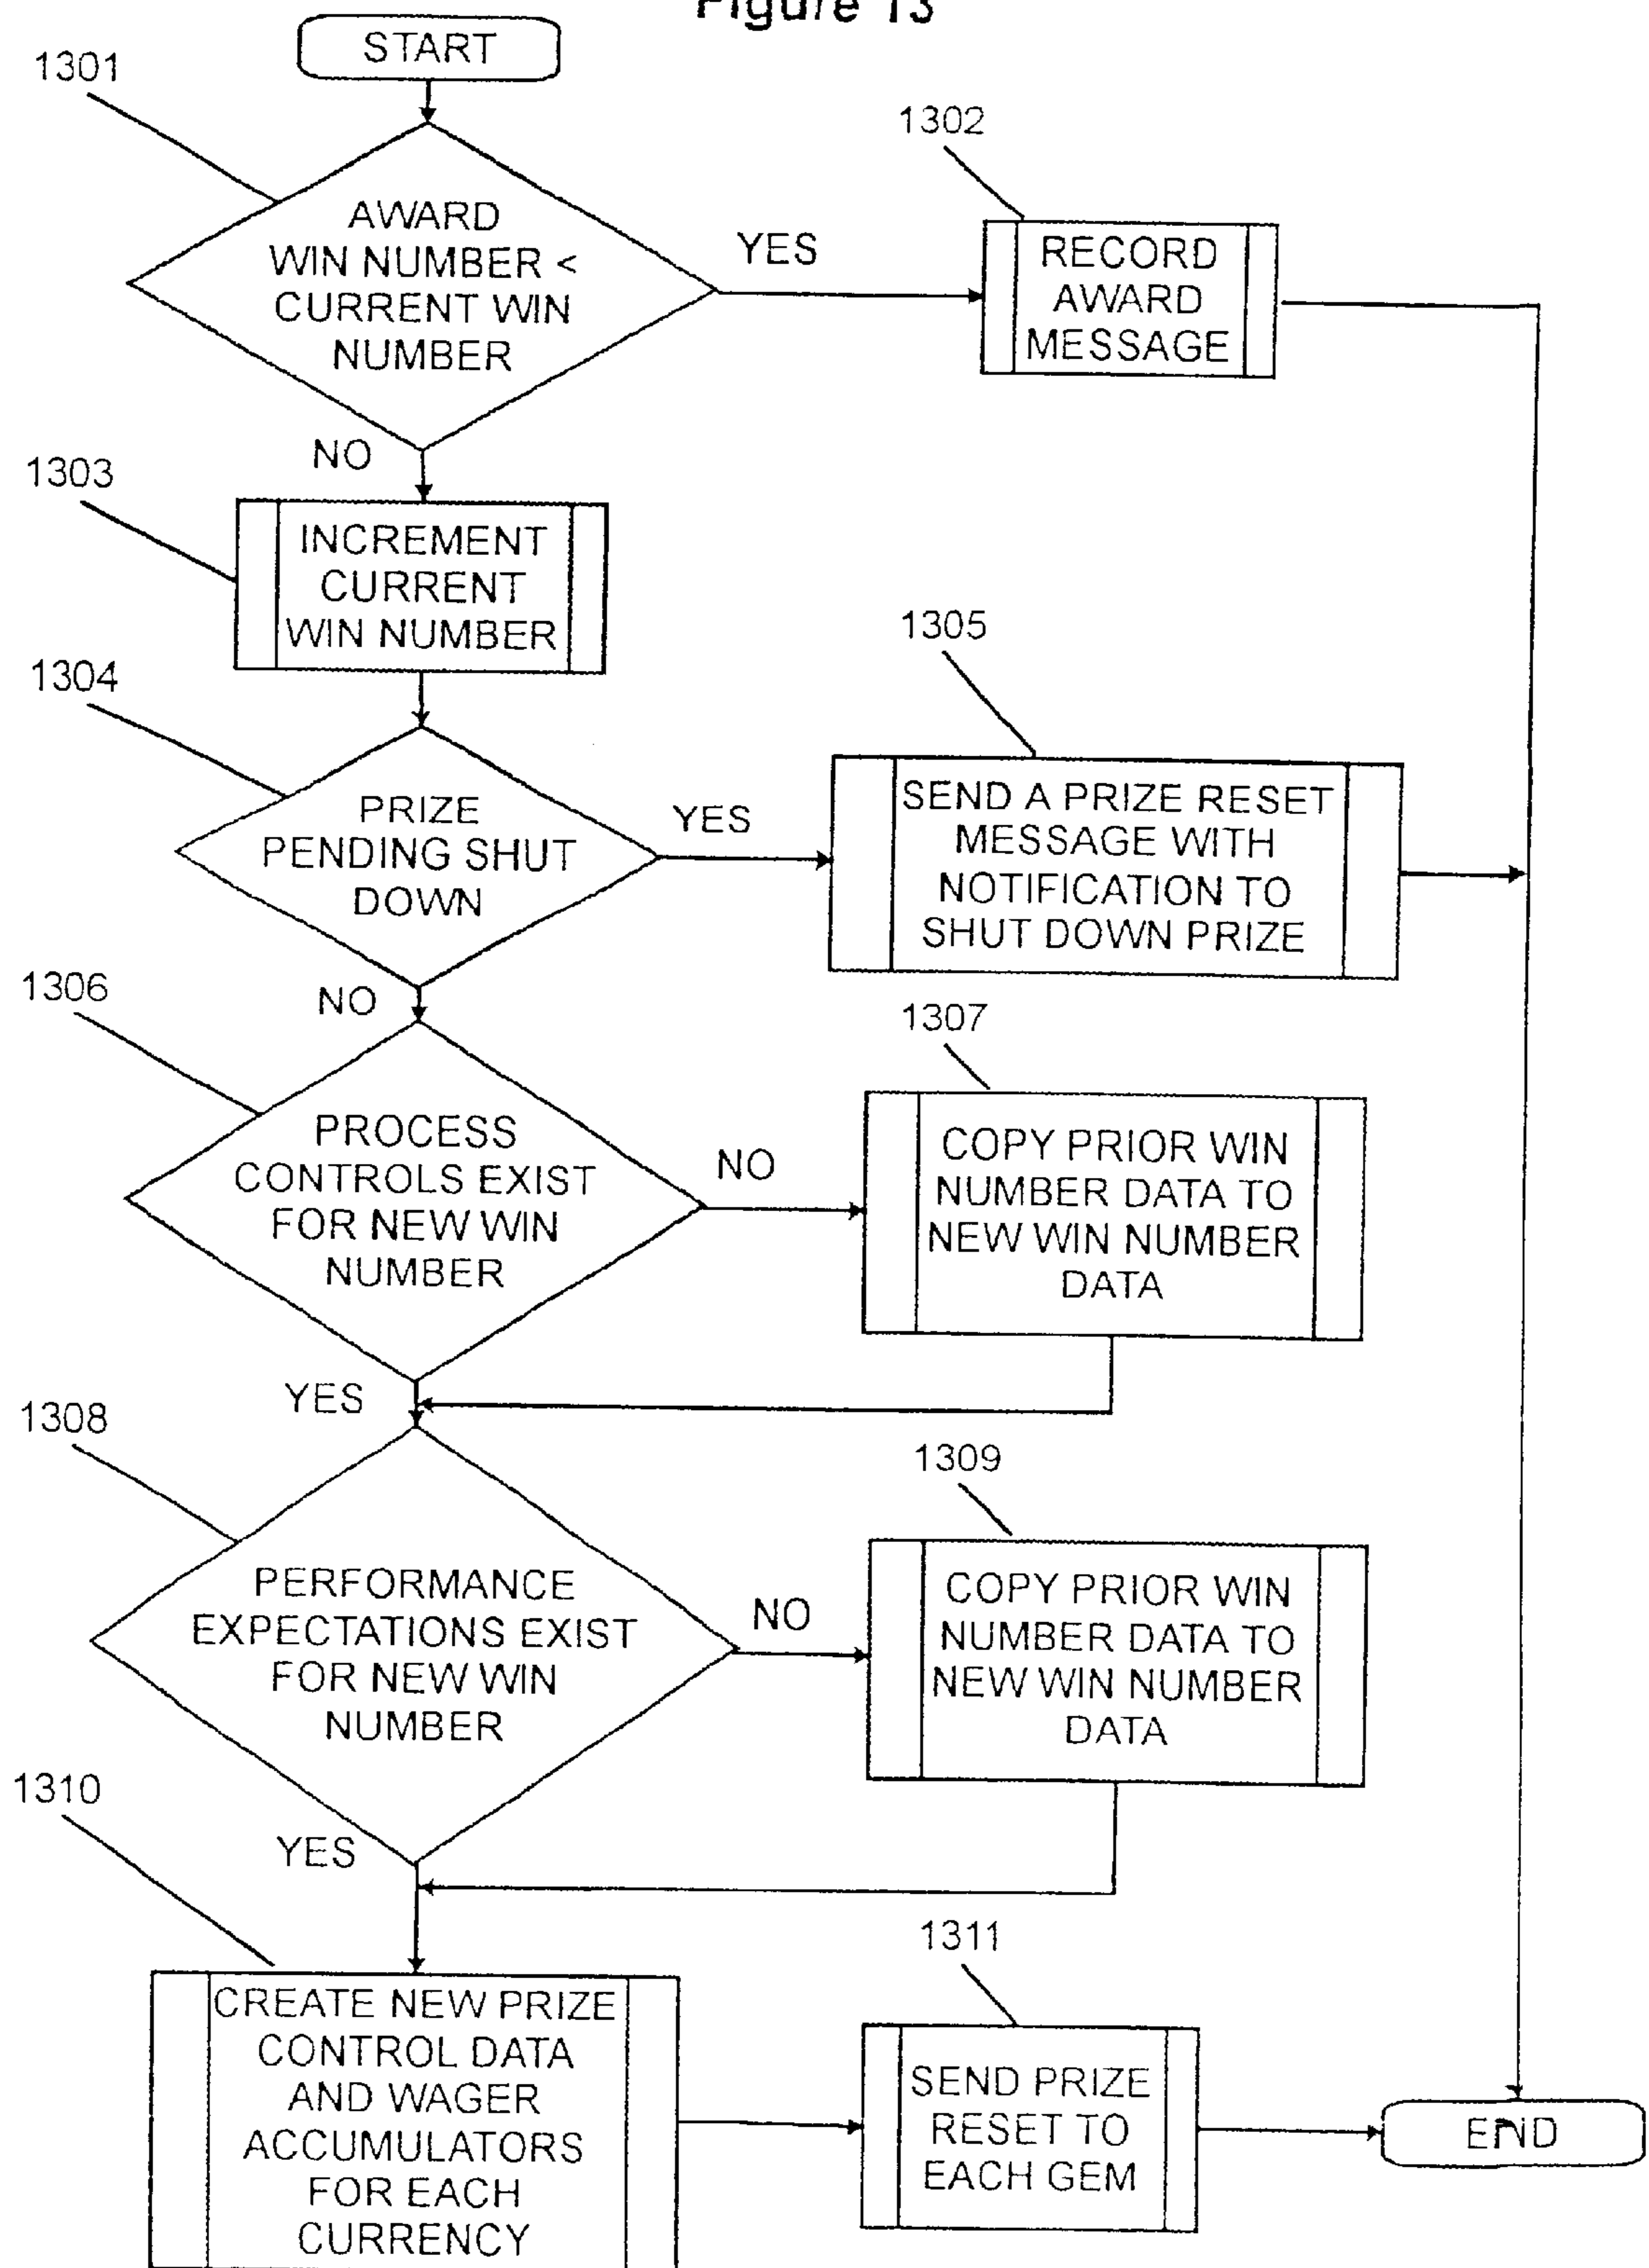 Figure 13
START
1301
AWARD
WIN NUMBER <
CURRENT WIN
NUMBER
YES
1302
RECORD
AWARD
MESSAGE
NO
1303
INCREMENT
CURRENT
WIN NUMBER
1304
PRIZE
PENDING SHUT
DOWN
YES
1305
SEND A PRIZE RESET
MESSAGE WITH
NOTIFICATION TO
SHUT DOWN PRIZE
NO
1306
PROCESS
CONTROLS EXIST
FOR NEW WIN
NUMBER
NO
1307
COPY PRIOR WIN
NUMBER DATA TO
NEW WIN NUMBER
DATA
YES
1308
PERFORMANCE
EXPECTATIONS EXIST
FOR NEW WIN
NUMBER
NO
1309
COPY PRIOR WIN
NUMBER DATA TO
NEW WIN NUMBER
DATA
YES
1310
CREATE NEW PRIZE
CONTROL DATA
AND WAGER
ACCUMULATORS
FOR EACH
CURRENCY
1311
SEND PRIZE
RESET TO
EACH GEM
END